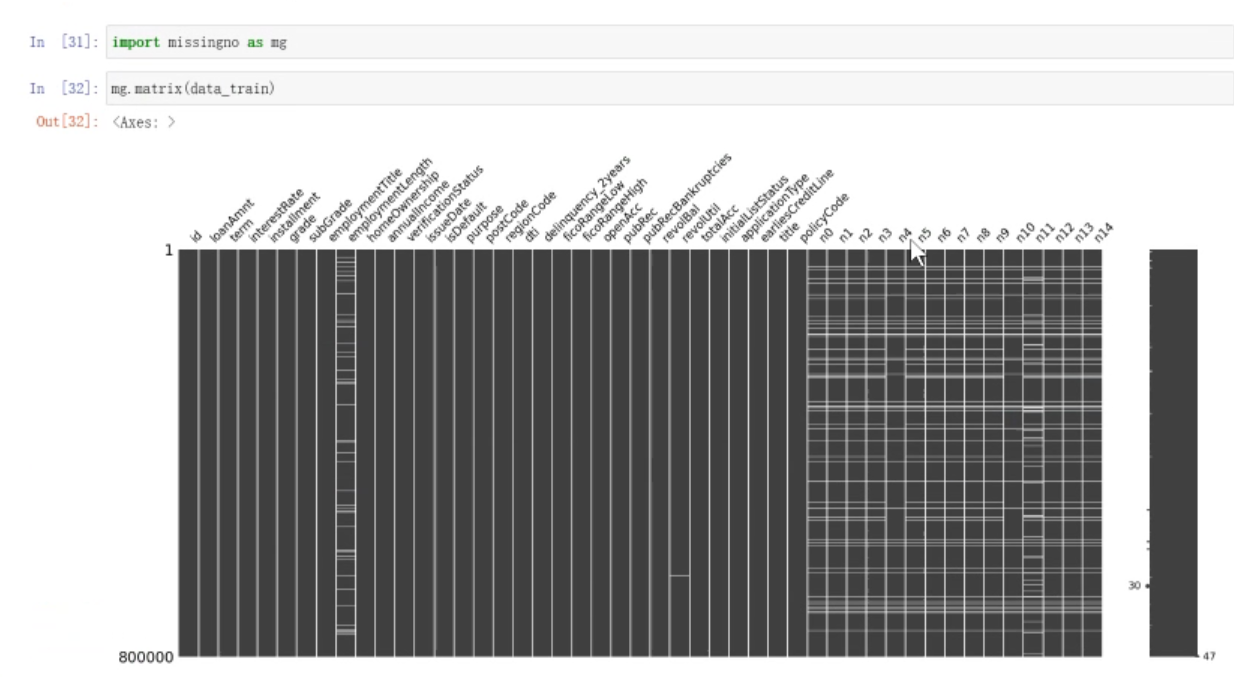 In [31]: import missingno as mg
In [32]: mg.matrix(data_train)
Out[32]: <Axes: >
id
loanAmnt
term
interestRate
installment
grade
subGrade
employmentTitle
employmentLength
homeOwnership
annualIncome
verificationStatus
issueDate
isDefault
purpose
postCode
regionCode
dti
delinquency_2years
ficoRangeLow
ficoRangeHigh
openAcc
pubRec
pubRecBankruptcies
revolBal
revolUtil
totalAcc
initialListStatus
applicationType
earliesCreditLine
title
policyCode
n0
n1
n2
n3
n4
n5
n6
n7
n8
n9
n10
n11
n12
n13
n14
1
30
800000
47